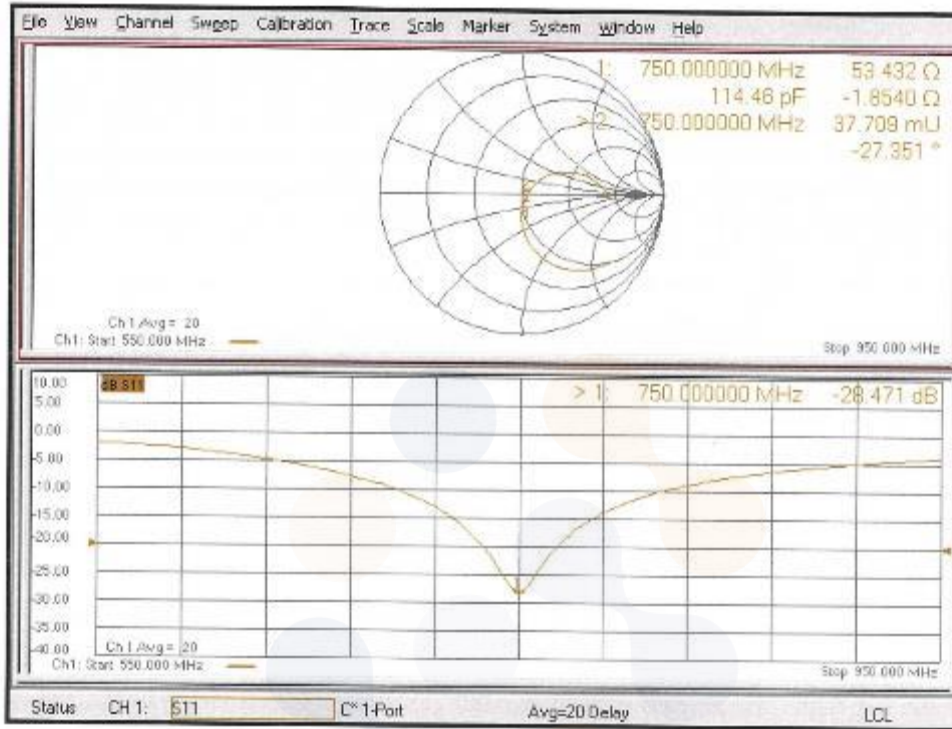 File View Channel Sweep Calibration Trace Scale Marker System Window Help
1: 750.000000 MHz 53.432 Ω
114.46 pF -1.8540 Ω
> 2: 750.000000 MHz 37.709 mU
-27.351 °
Ch 1 Avg = 20
Ch1: Start 550.000 MHz
Stop 950.000 MHz
10.00
dB S11
> 1: 750.000000 MHz -28.471 dB
5.00
0.00
-5.00
-10.00
-15.00
-20.00
-25.00
-30.00
-35.00
-40.00
Ch 1 Avg = 20
Ch1: Start 550.000 MHz
Stop 950.000 MHz
Status CH 1: S11 C* 1-Port Avg=20 Delay LCL